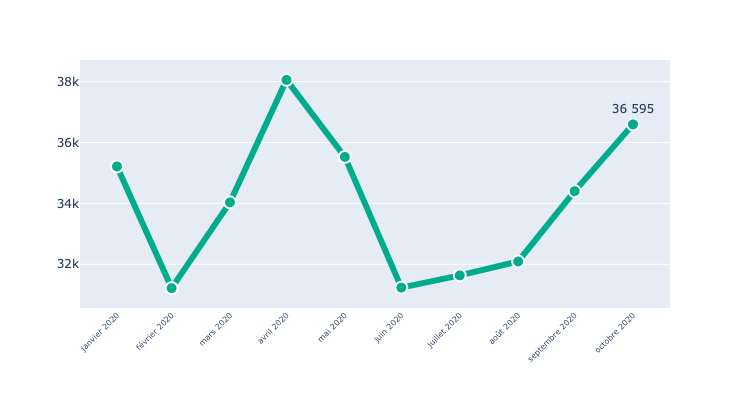 38k
36k
34k
32k
36 595
janvier 2020
février 2020
mars 2020
avril 2020
mai 2020
juin 2020
juillet 2020
août 2020
septembre 2020
octobre 2020